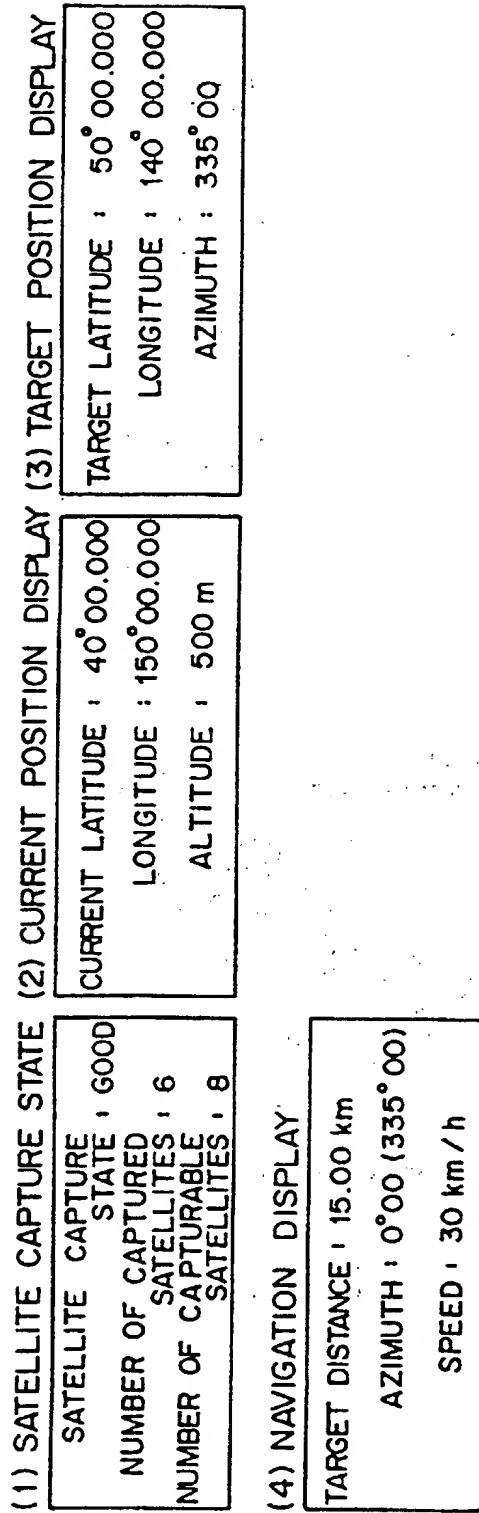 (1) SATELLITE CAPTURE STATE
SATELLITE CAPTURE
STATE : GOOD
NUMBER OF CAPTURED
SATELLITES : 6
NUMBER OF CAPTURABLE
SATELLITES : 8
(2) CURRENT POSITION DISPLAY
CURRENT LATITUDE : 40°00.000
LONGITUDE : 150°00.000
ALTITUDE : 500 m
(3) TARGET POSITION DISPLAY
TARGET LATITUDE : 50°00.000
LONGITUDE : 140°00.000
AZIMUTH : 335°00
(4) NAVIGATION DISPLAY
TARGET DISTANCE : 15.00 km
AZIMUTH : 0°00 (335°00)
SPEED : 30 km/h